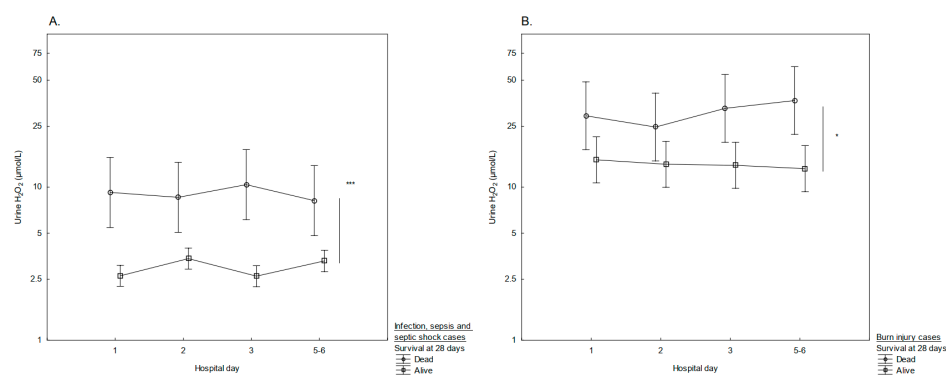 A.
75
50
25
10
5
2.5
1
Urine H₂O₂ (µmol/L)
1 2 3 5-6
Hospital day
***
Infection, sepsis and
septic shock cases
Survival at 28 days
Dead
Alive
B.
75
50
25
10
5
2.5
1
Urine H₂O₂ (µmol/L)
1 2 3 5-6
Hospital day
*
Burn injury cases
Survival at 28 days
Dead
Alive